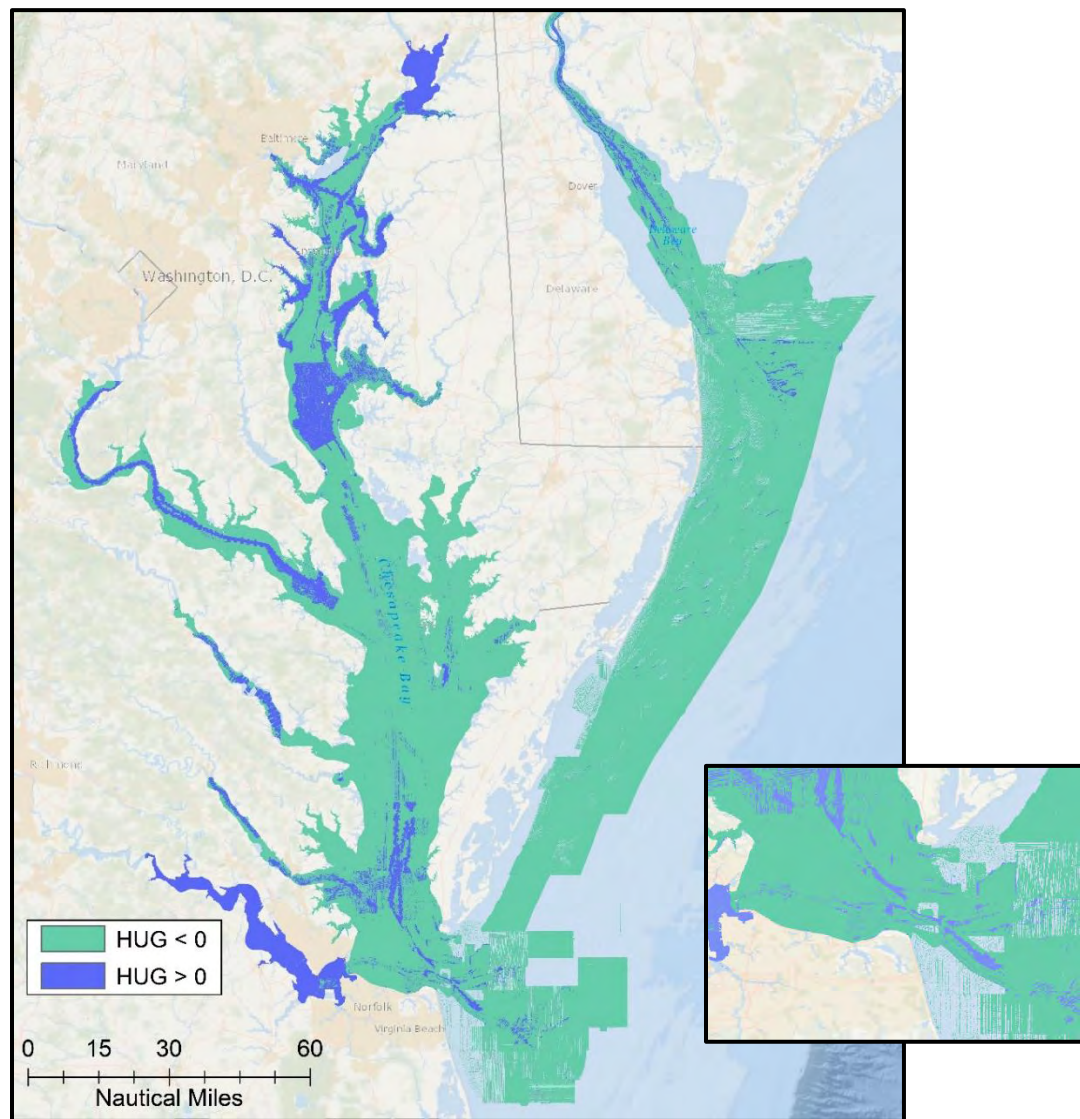 Baltimore
Maryland
Dover
Delaware
Bay
Washington, D.C.
Delaware
Chesapeake Bay
Richmond
HUG < 0
HUG > 0
Norfolk
Virginia Beach
0 15 30 60
Nautical Miles